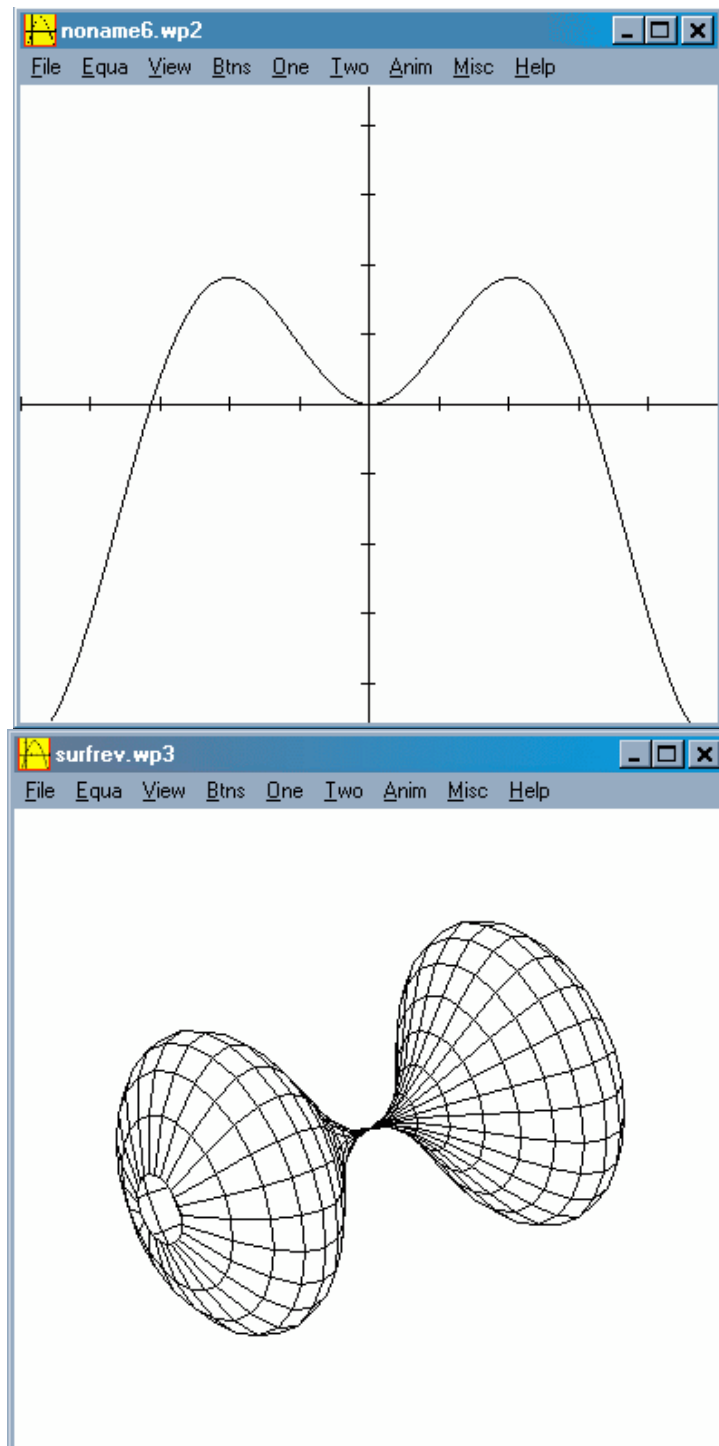 noname6.wp2
File Equa View Btns One Two Anim Misc Help
surfrev.wp3
File Equa View Btns One Two Anim Misc Help